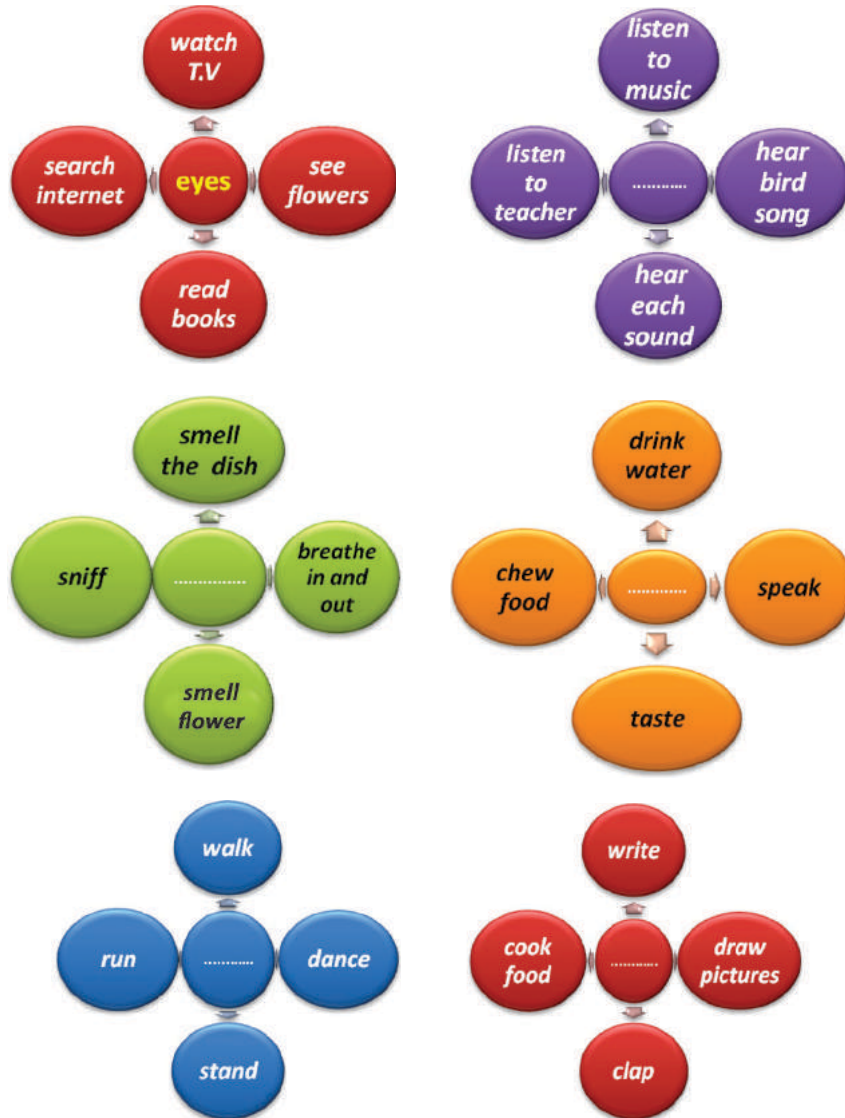 watch
T.V
search
internet
eyes
see
flowers
read
books
listen
to
music
listen
to
teacher
............
hear
bird
song
hear
each
sound
smell
the dish
sniff
...............
breathe
in and
out
smell
flower
drink
water
chew
food
.............
speak
taste
walk
run
............
dance
stand
write
cook
food
............
draw
pictures
clap